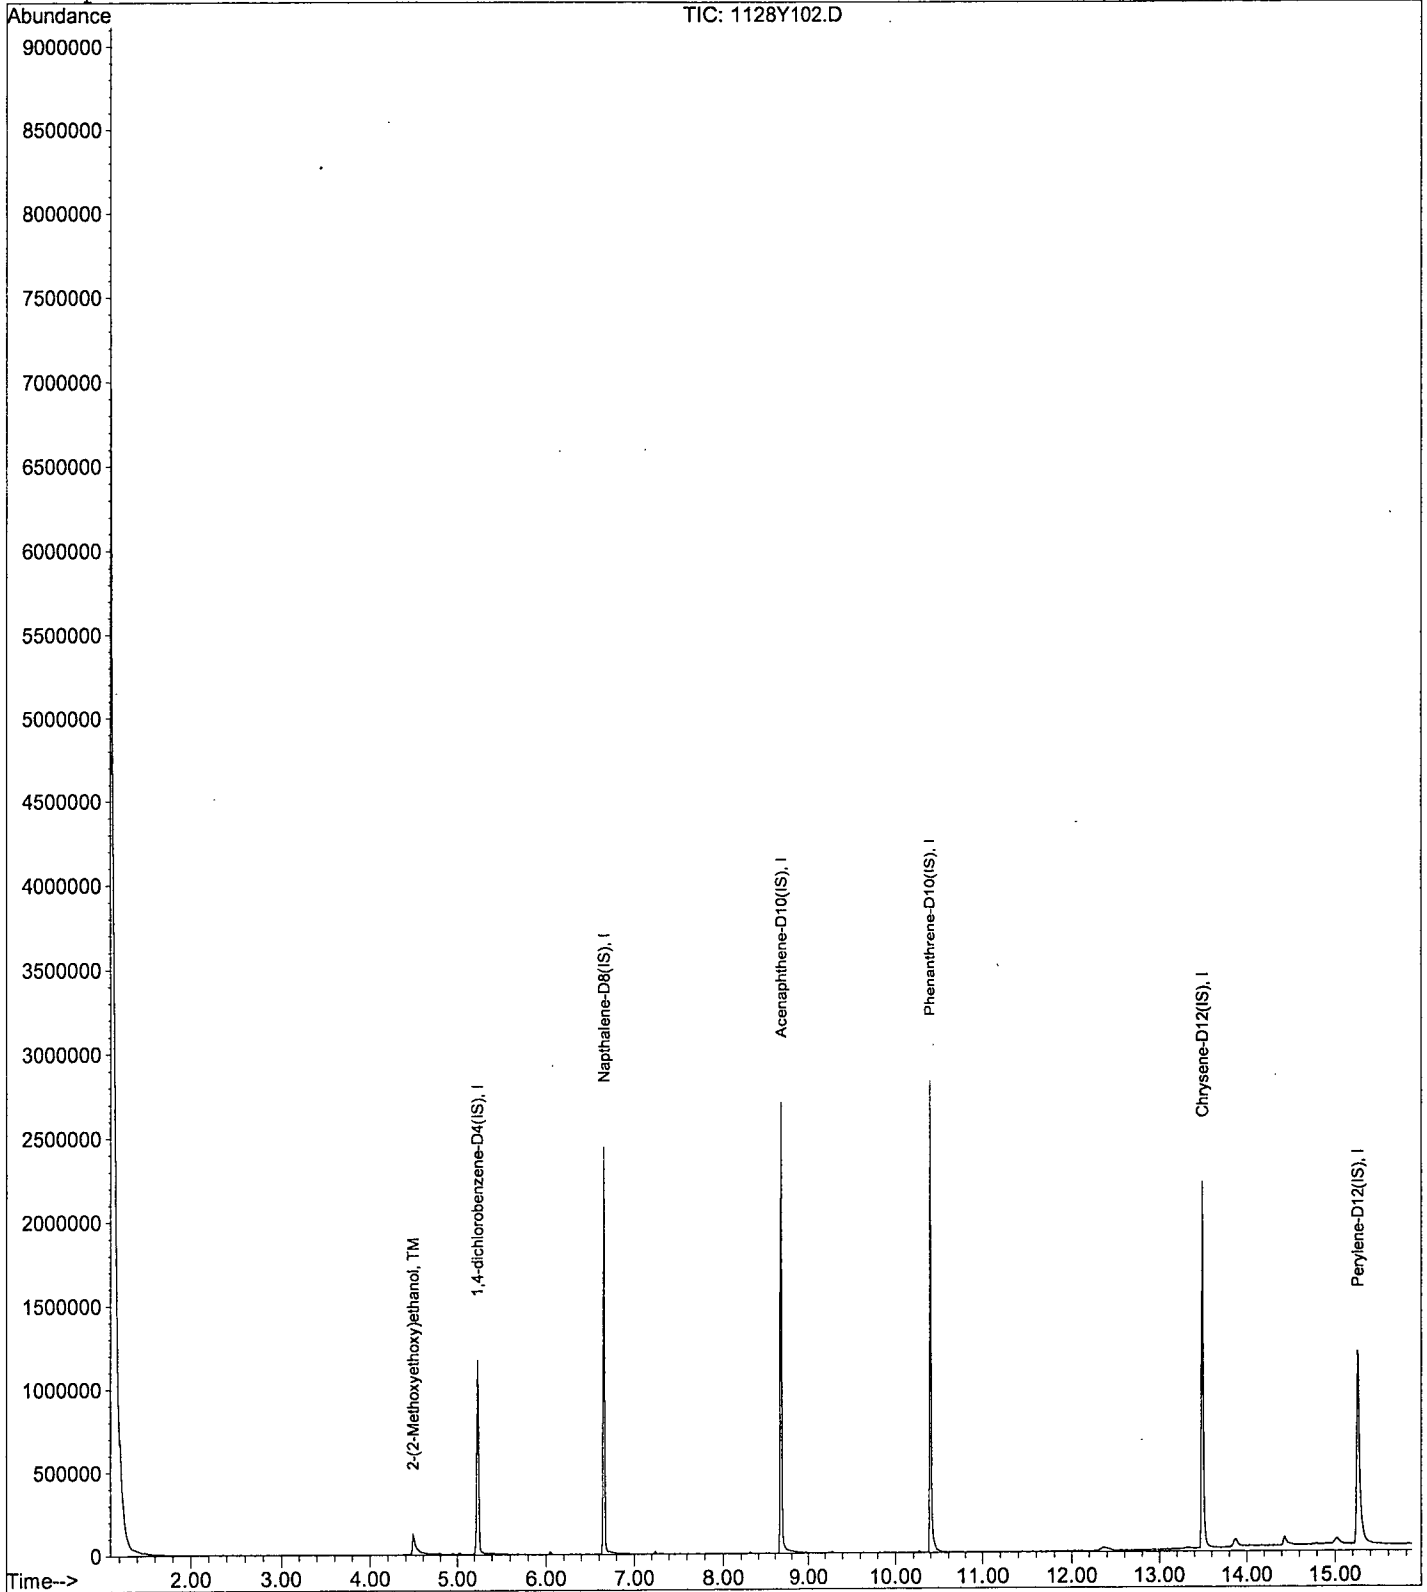 Abundance
TIC: 1128Y102.D
9000000
8500000
8000000
7500000
7000000
6500000
6000000
5500000
5000000
4500000
4000000
3500000
3000000
2500000
2000000
1500000
1000000
500000
0
2-(2-Methoxyethoxy)ethanol, TM
1,4-dichlorobenzene-D4(IS), I
Napthalene-D8(IS), I
Acenaphthene-D10(IS), I
Phenanthrene-D10(IS), I
Chrysene-D12(IS), I
Perylene-D12(IS), I
Time--> 2.00 3.00 4.00 5.00 6.00 7.00 8.00 9.00 10.00 11.00 12.00 13.00 14.00 15.00